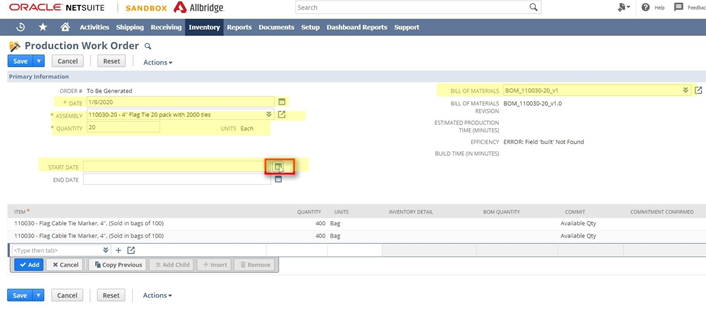 ORACLE NETSUITE SANDBOX Allbridge Search Help Feedba
Activities Shipping Receiving Inventory Reports Documents Setup Dashboard Reports Support
Production Work Order
Save Cancel Reset Actions
Primary Information
ORDER # To Be Generated
* DATE 1/8/2020
* ASSEMBLY 110030-20 - 4" Flag Tie 20 pack with 2000 ties
* QUANTITY 20 UNITS Each
START DATE
END DATE
BILL OF MATERIALS BOM_110030-20_v1
BILL OF MATERIALS REVISION BOM_110030-20_v1.0
ESTIMATED PRODUCTION TIME (MINUTES)
EFFICIENCY ERROR: Field 'built' Not Found
BUILD TIME (IN MINUTES)
ITEM * QUANTITY UNITS INVENTORY DETAIL BOM QUANTITY COMMIT COMMITMENT CONFIRMED
110030 - Flag Cable Tie Marker, 4", (Sold in bags of 100) 400 Bag Available Qty
110030 - Flag Cable Tie Marker, 4", (Sold in bags of 100) 400 Bag Available Qty
<Type then tab>
Add Cancel Copy Previous Add Child Insert Remove
Save Cancel Reset Actions